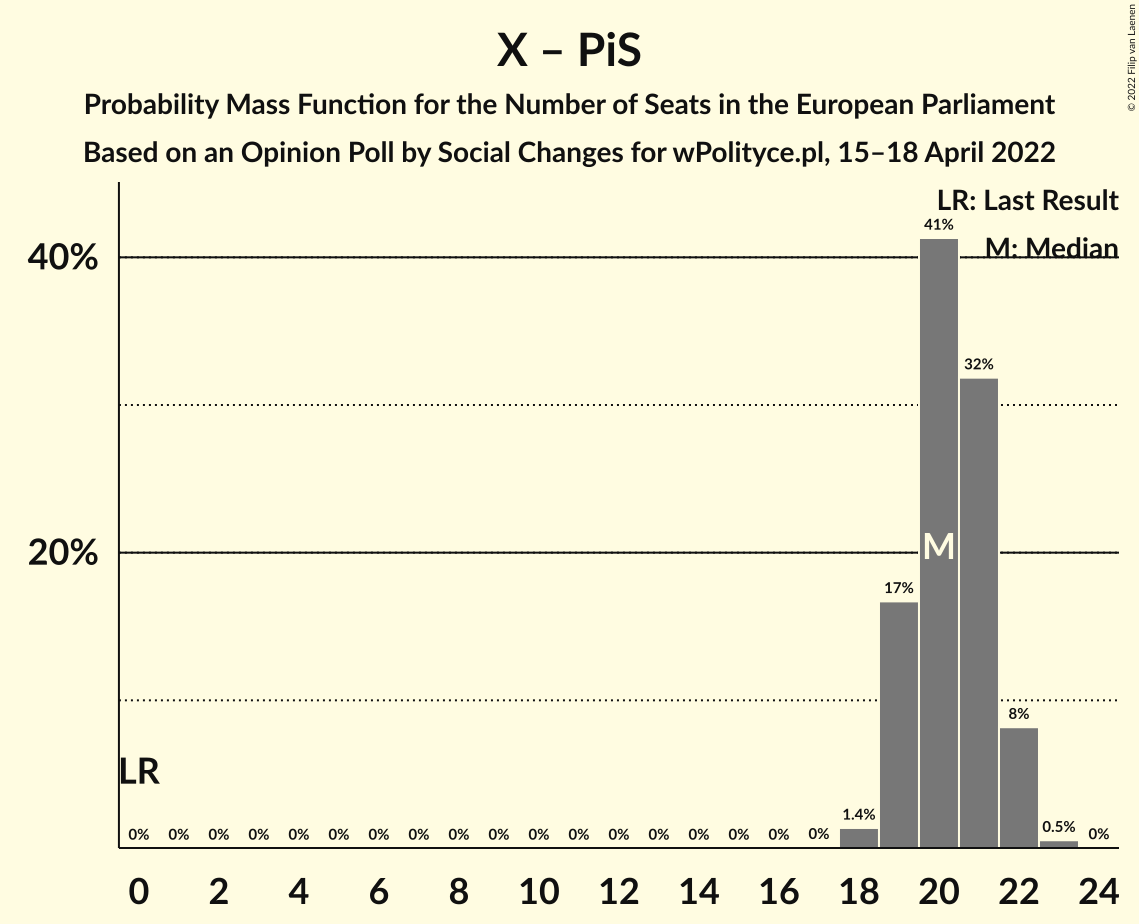 X – PiS
Probability Mass Function for the Number of Seats in the European Parliament
Based on an Opinion Poll by Social Changes for wPolityce.pl, 15–18 April 2022
© 2022 Filip van Laenen
LR: Last Result
M: Median
40%
20%
41%
32%
M
17%
8%
LR
0% 0% 0% 0% 0% 0% 0% 0% 0% 0% 0% 0% 0% 0% 0% 0% 0% 0% 1.4% 0.5% 0%
0 2 4 6 8 10 12 14 16 18 20 22 24